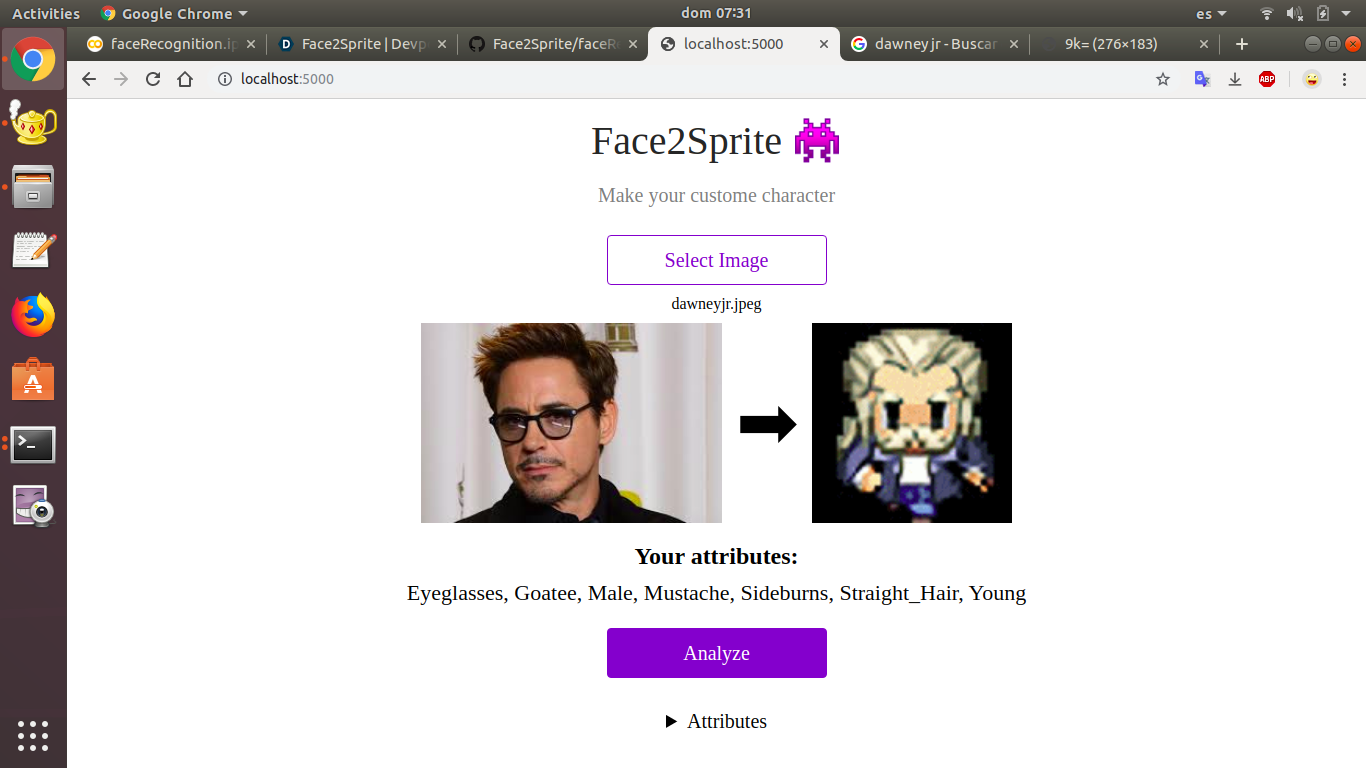 Activities
Google Chrome
dom 07:31
es
faceRecognition.ip
Face2Sprite | Devp
Face2Sprite/faceR
localhost:5000
dawney jr - Buscar
9k= (276×183)
localhost:5000
ABP
Face2Sprite
Make your custome character
Select Image
dawneyjr.jpeg
Your attributes:
Eyeglasses, Goatee, Male, Mustache, Sideburns, Straight_Hair, Young
Analyze
Attributes